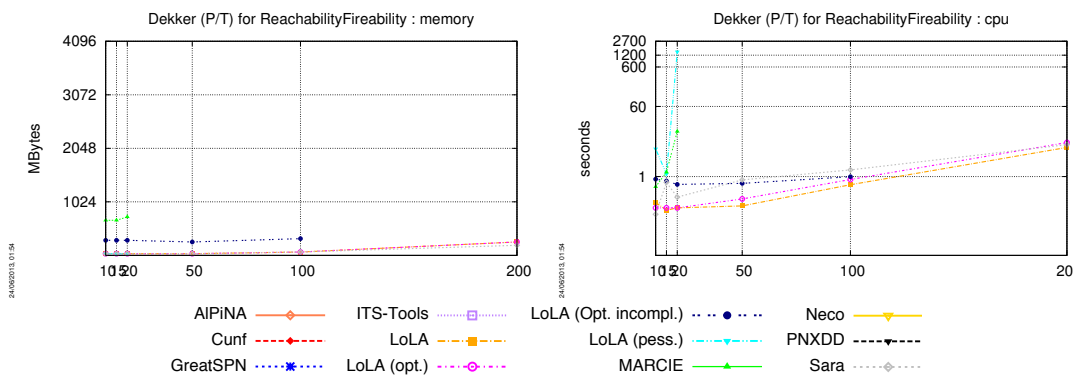 Dekker (P/T) for ReachabilityFireability : memory
4096
3072
2048
1024
MBytes
10 15 20 50 100 200
24/06/2013, 01:54
Dekker (P/T) for ReachabilityFireability : cpu
2700
1200
600
60
1
seconds
10 15 20 50 100 20
24/06/2013, 01:54
AlPiNA ITS-Tools LoLA (Opt. incompl.) Neco
Cunf LoLA LoLA (pess.) PNXDD
GreatSPN LoLA (opt.) MARCIE Sara